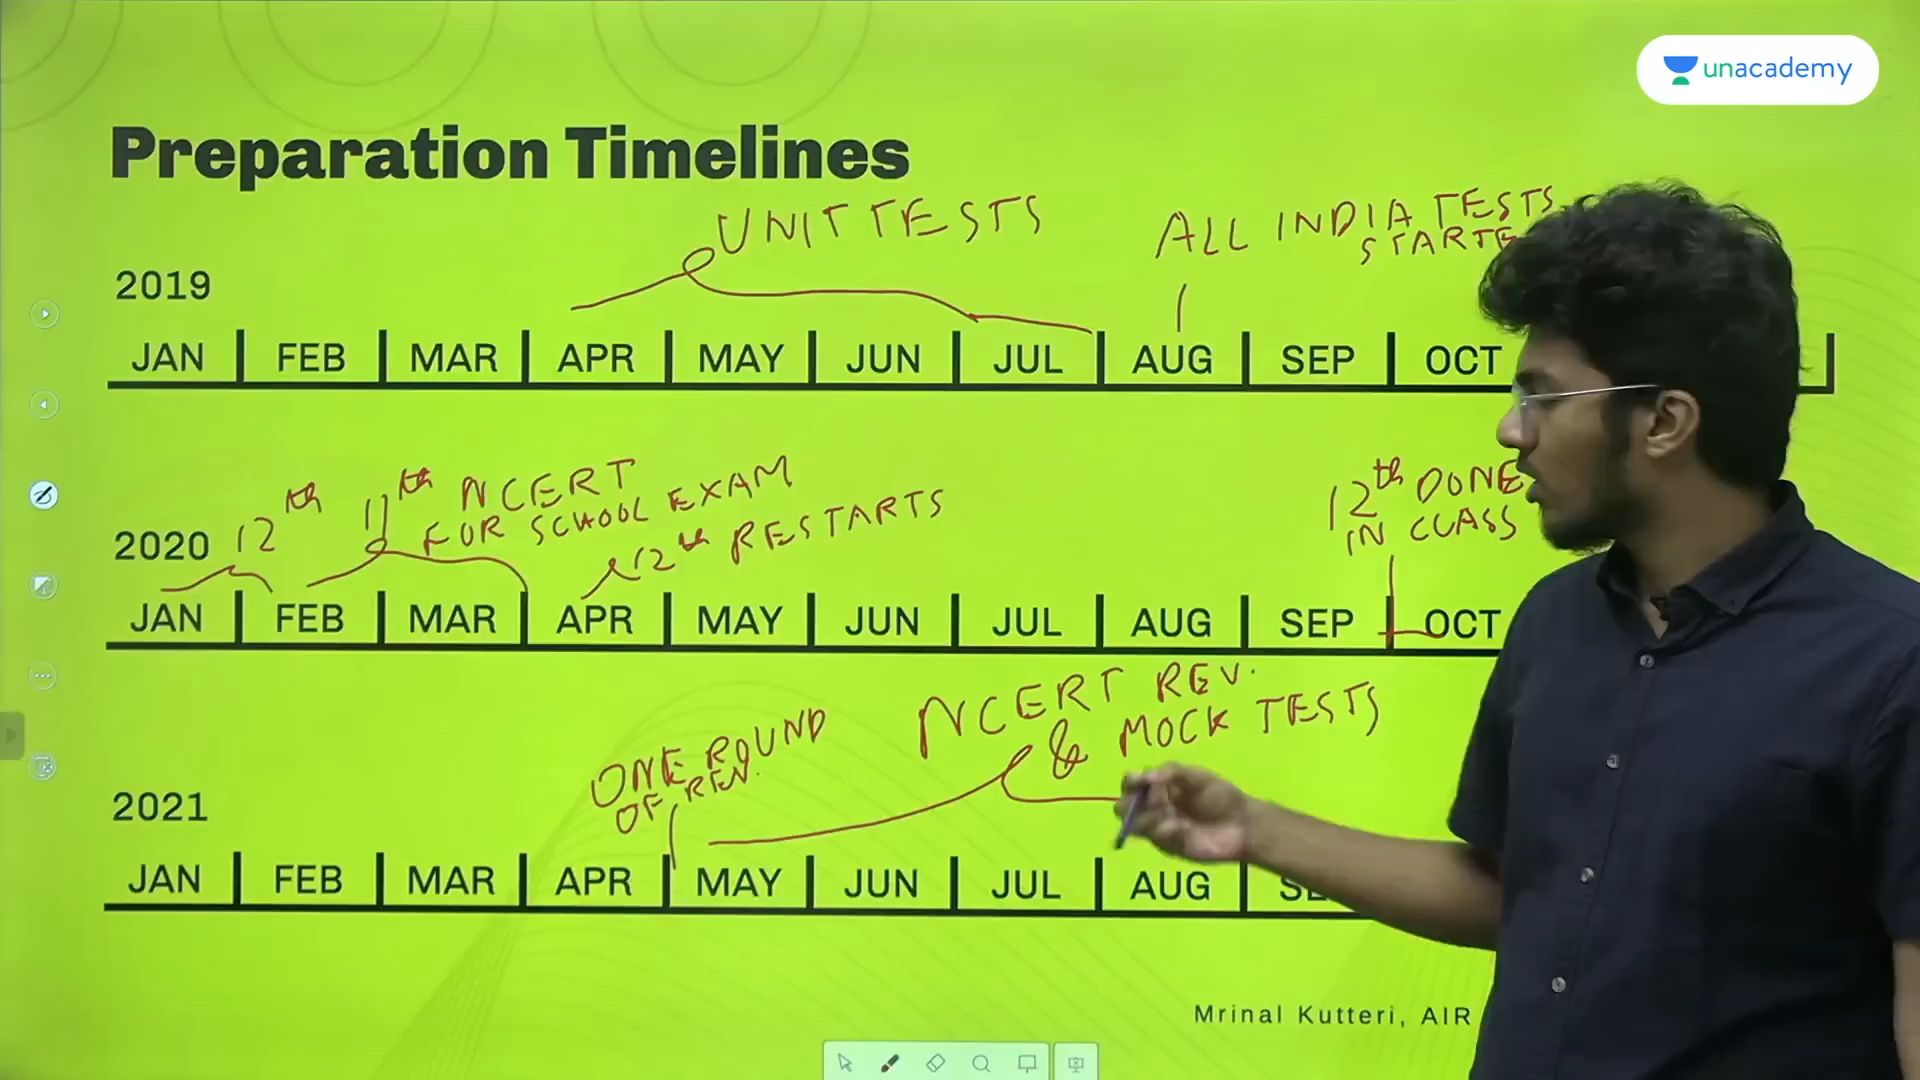 unacademy
Preparation Timelines
UNIT TESTS
ALL INDIA TESTS
STARTE
2019
JAN FEB MAR APR MAY JUN JUL AUG SEP OCT
12th
11th NCERT
FOR SCHOOL EXAM
12th RESTARTS
12th DONE
IN CLASS
2020
JAN FEB MAR APR MAY JUN JUL AUG SEP OCT
ONE ROUND
OF REV.
NCERT REV.
& MOCK TESTS
2021
JAN FEB MAR APR MAY JUN JUL AUG
Mrinal Kutteri, AIR